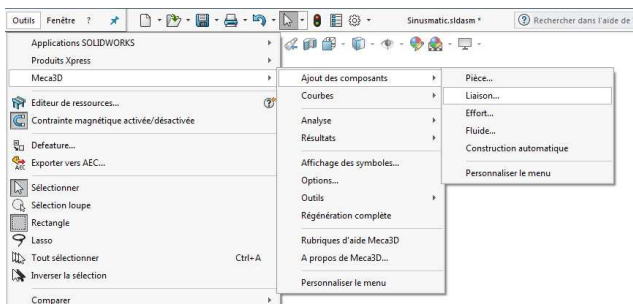 Outils Fenêtre ? Sinusmatic.sldasm * Rechercher dans l'aide de
Applications SOLIDWORKS
Produits Xpress
Meca3D
Editeur de ressources...
Contrainte magnétique activée/désactivée
Defeature...
Exporter vers AEC...
Sélectionner
Sélection loupe
Rectangle
Lasso
Tout sélectionner Ctrl+A
Inverser la sélection
Comparer
Ajout des composants
Courbes
Analyse
Résultats
Affichage des symboles...
Options...
Outils
Régénération complète
Rubriques d'aide Meca3D
A propos de Meca3D...
Personnaliser le menu
Pièce...
Liaison...
Effort...
Fluide...
Construction automatique
Personnaliser le menu